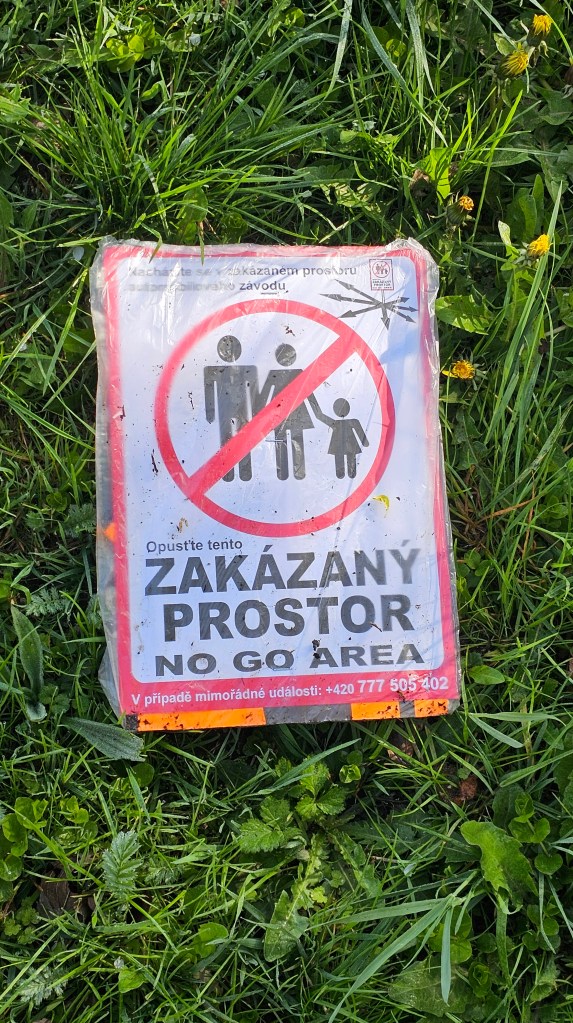 Nacházíte se v zakázaném prostoru
automobilového závodu,
Opusťte tento
ZAKÁZANÝ
PROSTOR
NO GO AREA
V případě mimořádné události: +420 777 505 402